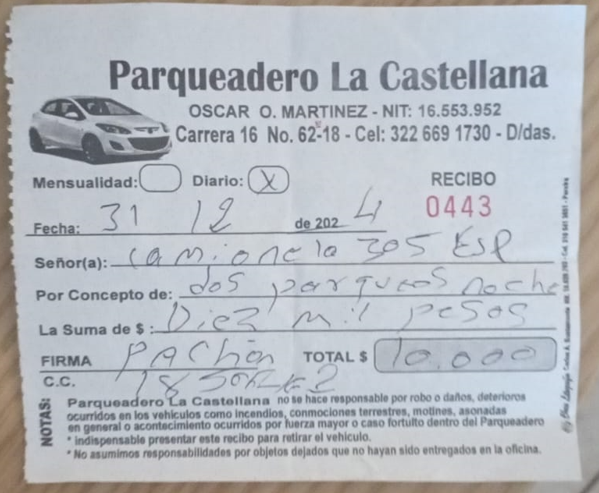 Parqueadero La Castellana
OSCAR O. MARTINEZ - NIT: 16.553.952
Carrera 16 No. 62-18 - Cel: 322 669 1730 - D/das.
Mensualidad: Diario: X
RECIBO
0443
Fecha: 31 12 de 2024
Señor(a): camioneta 305 ESP
Por Concepto de: dos parqueos noche
La Suma de $: Diez mil pesos
FIRMA PAchón TOTAL $ 10.000
C.C.
NOTAS: Parqueadero La Castellana no se hace responsable por robo o daños, deterioros
ocurridos en los vehículos como incendios, conmociones terrestres, motines, asonadas
en general o acontecimiento ocurridos por fuerza mayor o caso fortuito dentro del Parqueadero
* indispensable presentar este recibo para retirar el vehículo.
* No asumimos responsabilidades por objetos dejados que no hayan sido entregados en la oficina.